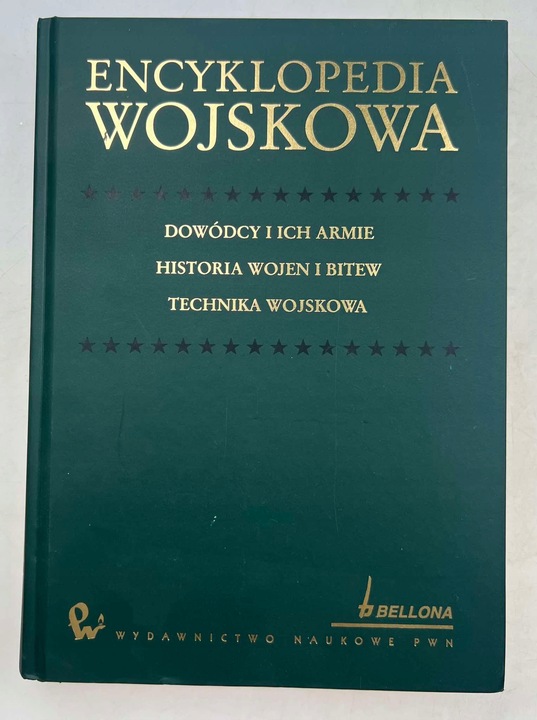 ENCYKLOPEDIA
WOJSKOWA
DOWÓDCY I ICH ARMIE
HISTORIA WOJEN I BITEW
TECHNIKA WOJSKOWA
BELLONA
WYDAWNICTWO NAUKOWE PWN